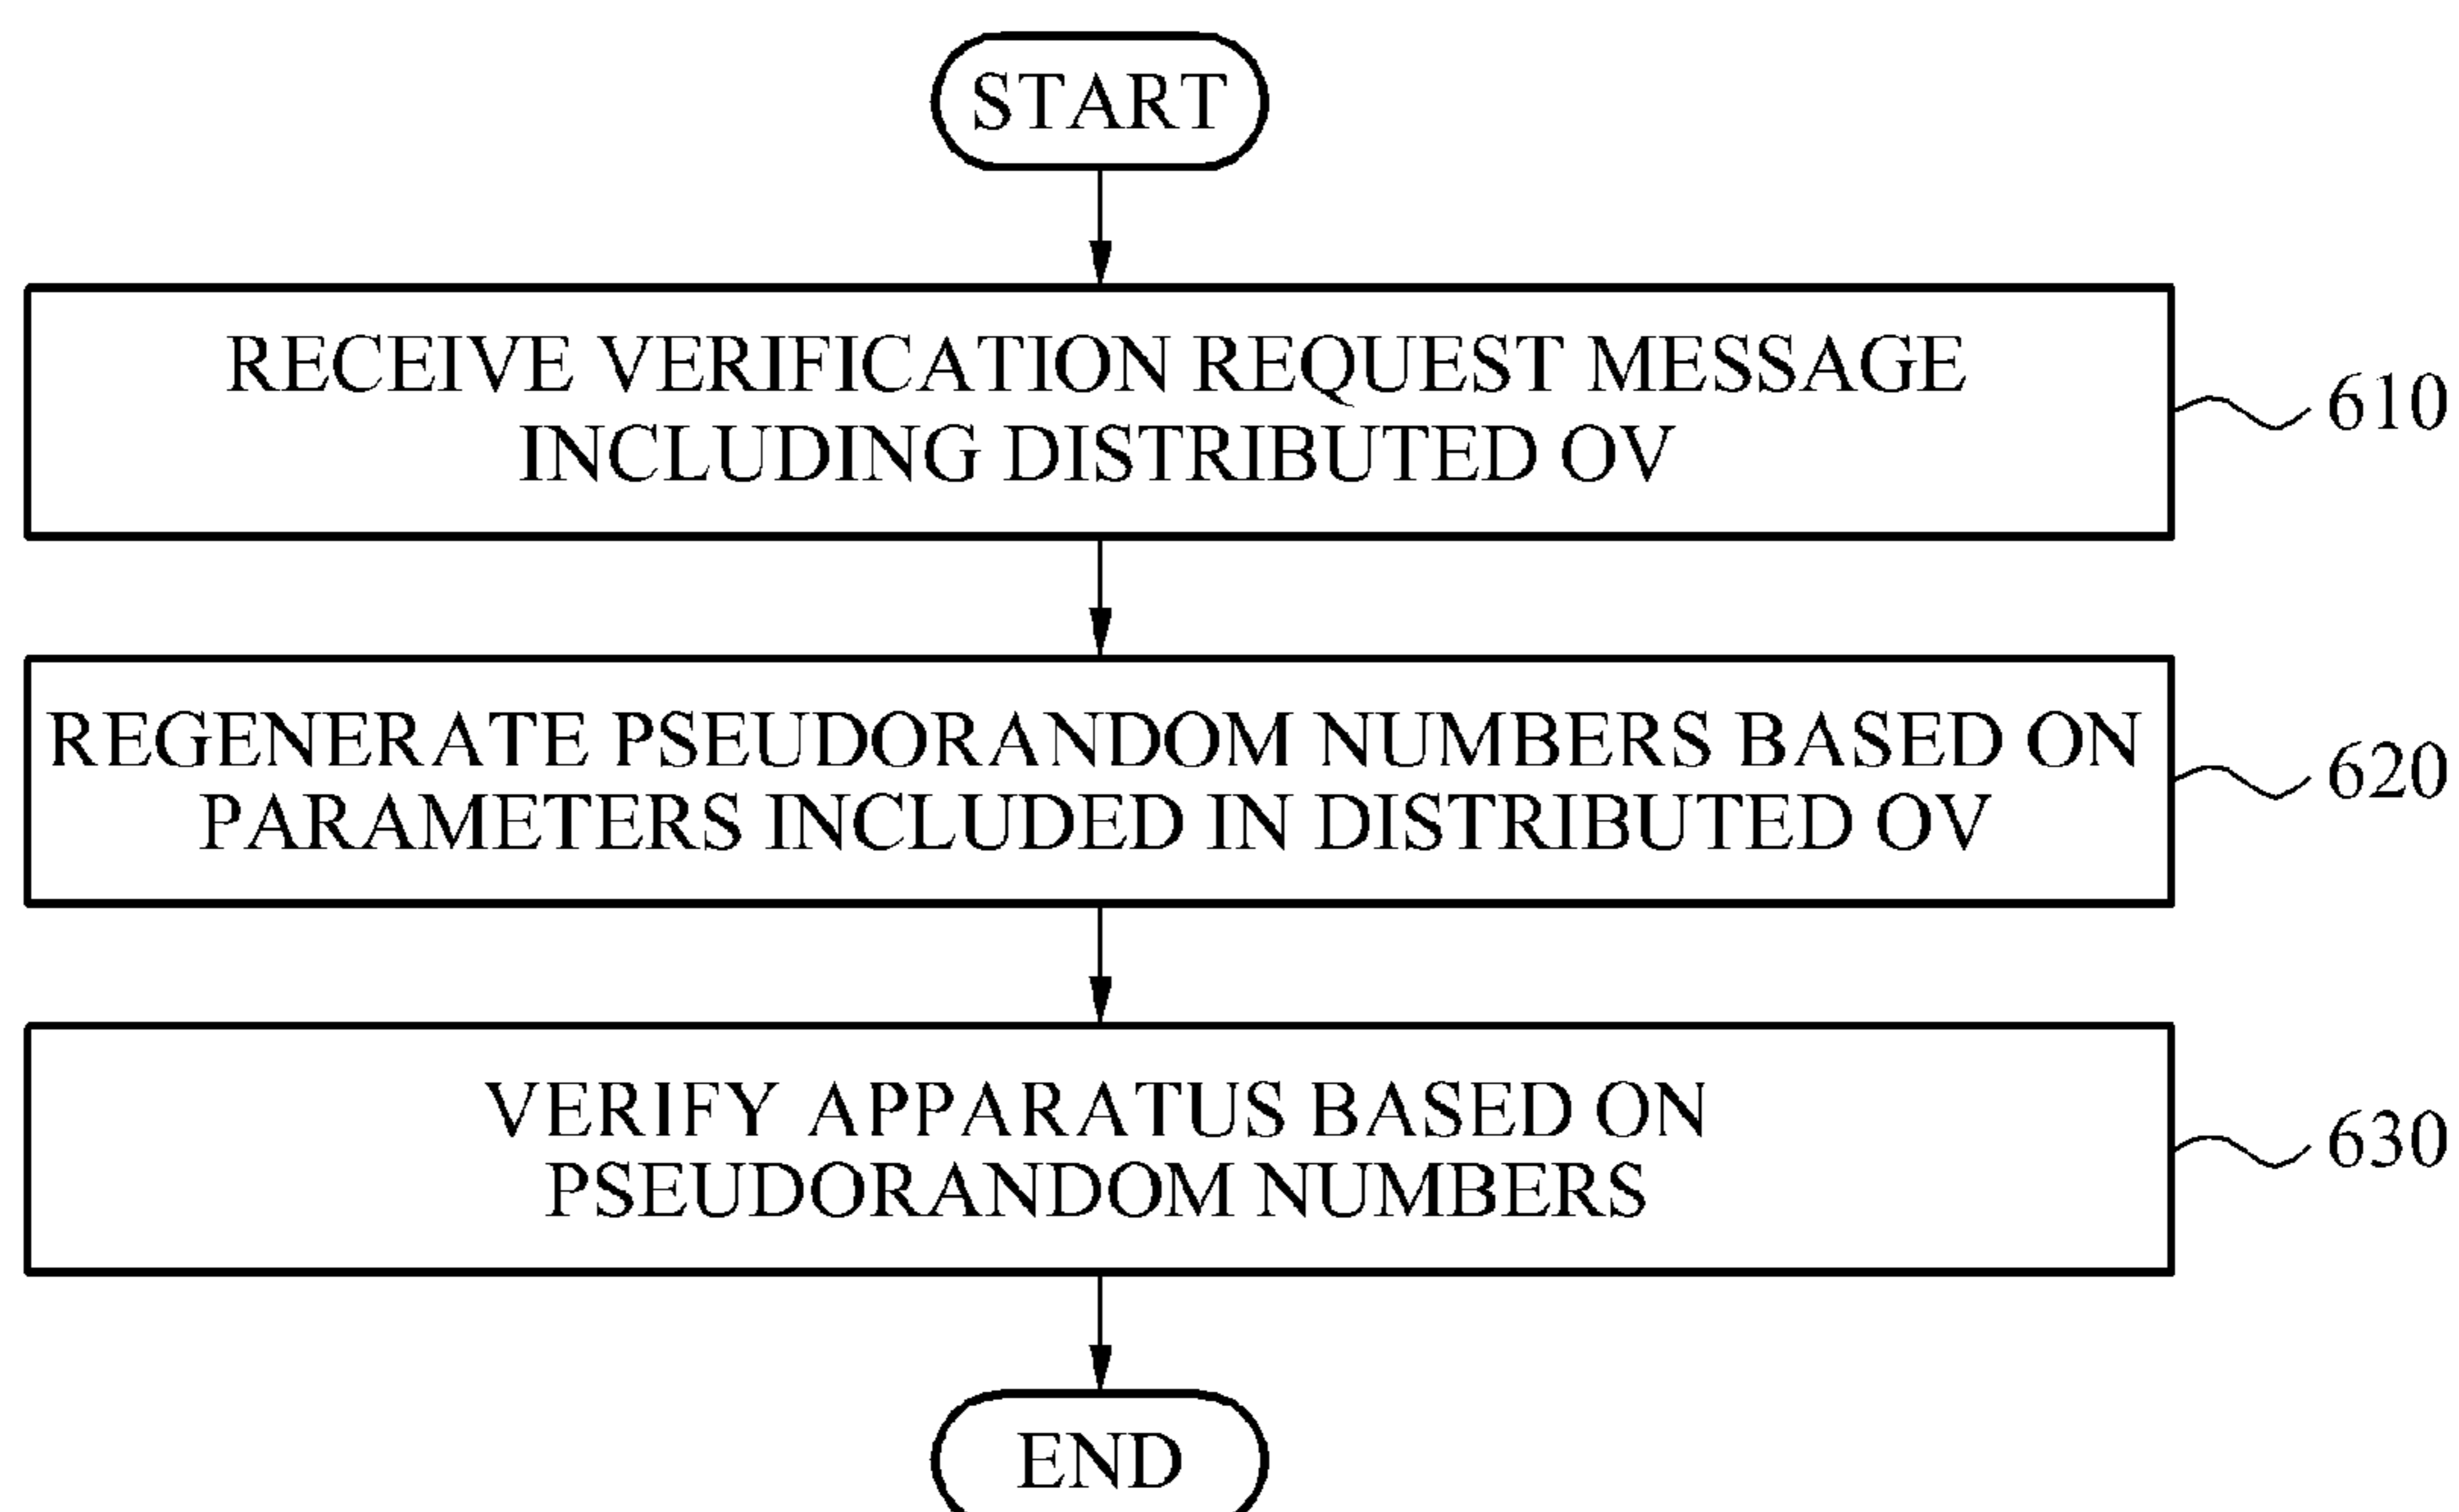 START
RECEIVE VERIFICATION REQUEST MESSAGE
INCLUDING DISTRIBUTED OV
610
REGENERATE PSEUDORANDOM NUMBERS BASED ON
PARAMETERS INCLUDED IN DISTRIBUTED OV
620
VERIFY APPARATUS BASED ON
PSEUDORANDOM NUMBERS
630
END